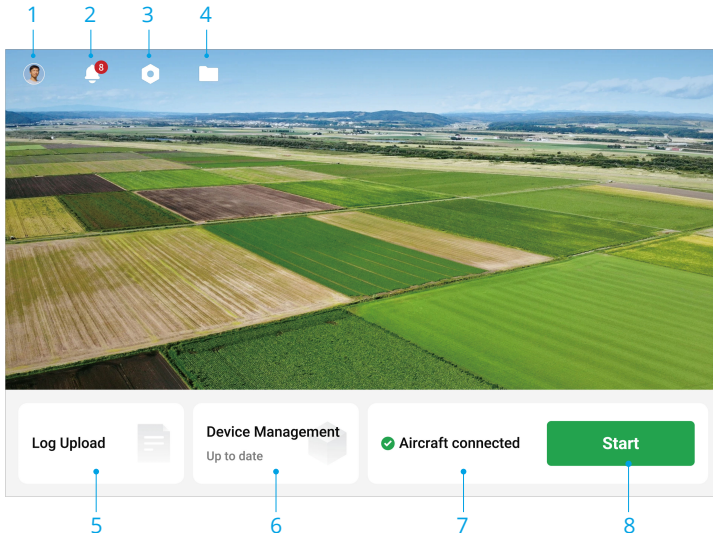 1 2 3 4
8
Log Upload
Device Management
Up to date
Aircraft connected
Start
5 6 7 8